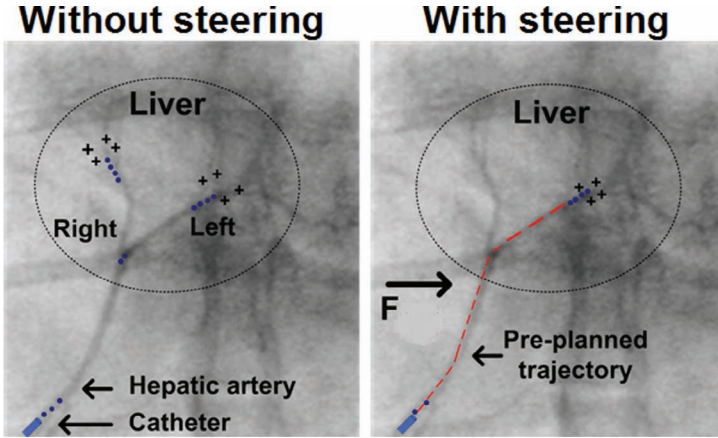 Without steering
Liver
Right
Left
Hepatic artery
Catheter
With steering
Liver
F
Pre-planned
trajectory